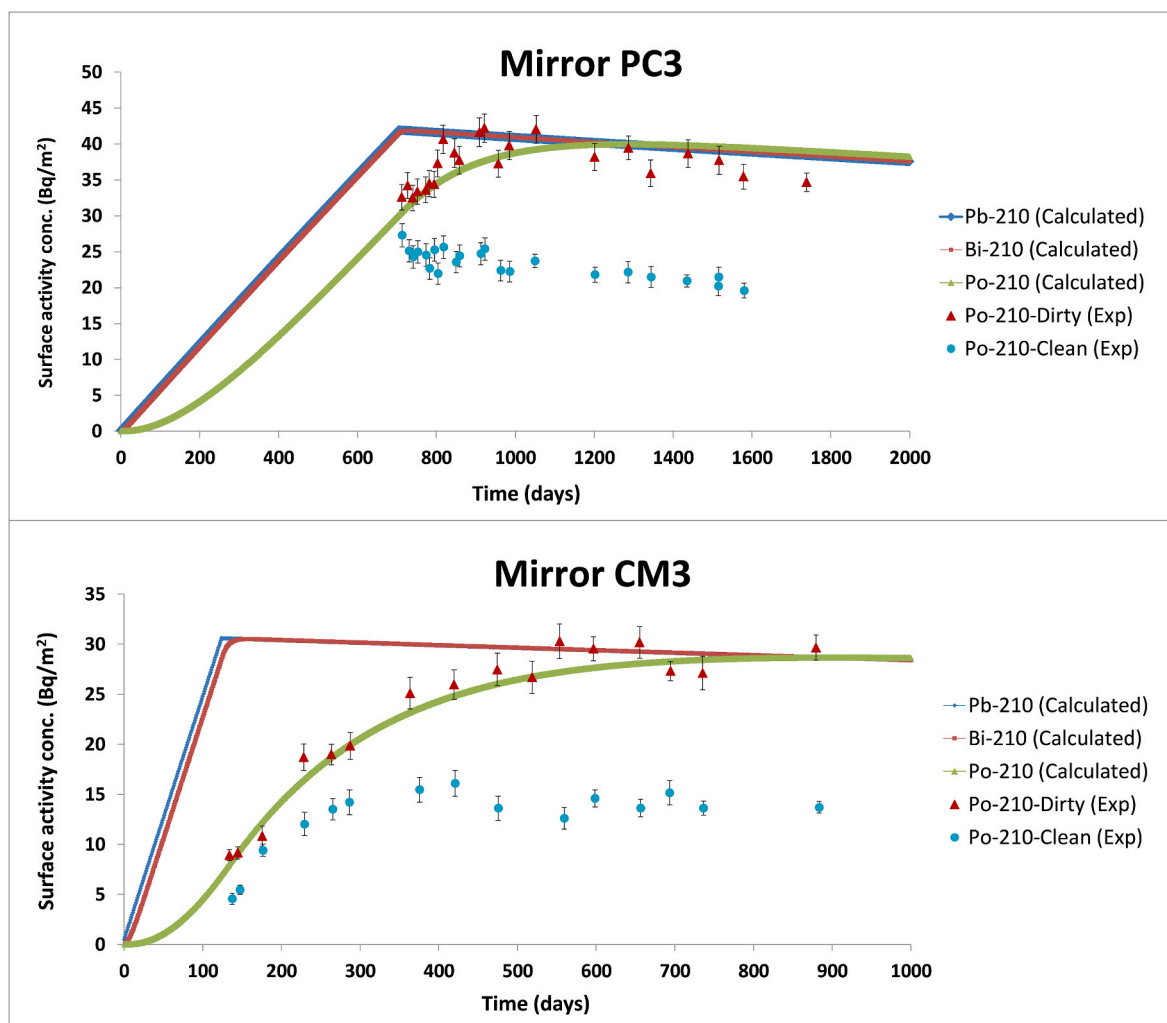 Mirror PC3
50
45
40
35
30
25
20
15
10
5
0
Surface activity conc. (Bq/m²)
0 200 400 600 800 1000 1200 1400 1600 1800 2000
Time (days)
Pb-210 (Calculated)
Bi-210 (Calculated)
Po-210 (Calculated)
Po-210-Dirty (Exp)
Po-210-Clean (Exp)
Mirror CM3
35
30
25
20
15
10
5
0
Surface activity conc. (Bq/m²)
0 100 200 300 400 500 600 700 800 900 1000
Time (days)
Pb-210 (Calculated)
Bi-210 (Calculated)
Po-210 (Calculated)
Po-210-Dirty (Exp)
Po-210-Clean (Exp)